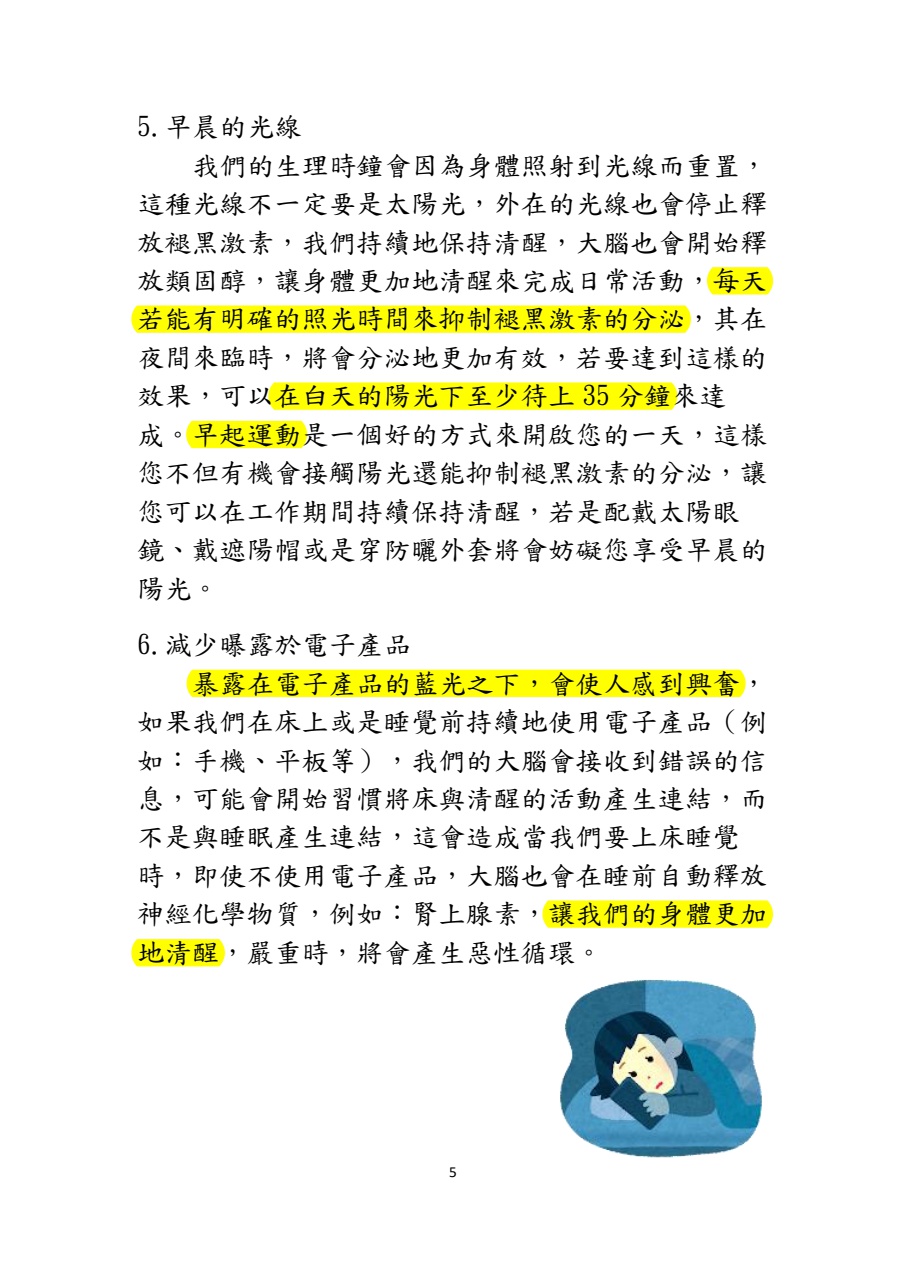 5.早晨的光線
我們的生理時鐘會因為身體照射到光線而重置，
這種光線不一定要是太陽光，外在的光線也會停止釋
放褪黑激素，我們持續地保持清醒，大腦也會開始釋
放類固醇，讓身體更加地清醒來完成日常活動，每天
若能有明確的照光時間來抑制褪黑激素的分泌，其在
夜間來臨時，將會分泌地更加有效，若要達到這樣的
效果，可以在白天的陽光下至少待上 35 分鐘來達
成。早起運動是一個好的方式來開啟您的一天，這樣
您不但有機會接觸陽光還能抑制褪黑激素的分泌，讓
您可以在工作期間持續保持清醒，若是配戴太陽眼
鏡、戴遮陽帽或是穿防曬外套將會妨礙您享受早晨的
陽光。
6.減少曝露於電子產品
暴露在電子產品的藍光之下，會使人感到興奮，
如果我們在床上或是睡覺前持續地使用電子產品（例
如：手機、平板等），我們的大腦會接收到錯誤的信
息，可能會開始習慣將床與清醒的活動產生連結，而
不是與睡眠產生連結，這會造成當我們要上床睡覺
時，即使不使用電子產品，大腦也會在睡前自動釋放
神經化學物質，例如：腎上腺素，讓我們的身體更加
地清醒，嚴重時，將會產生惡性循環。
5